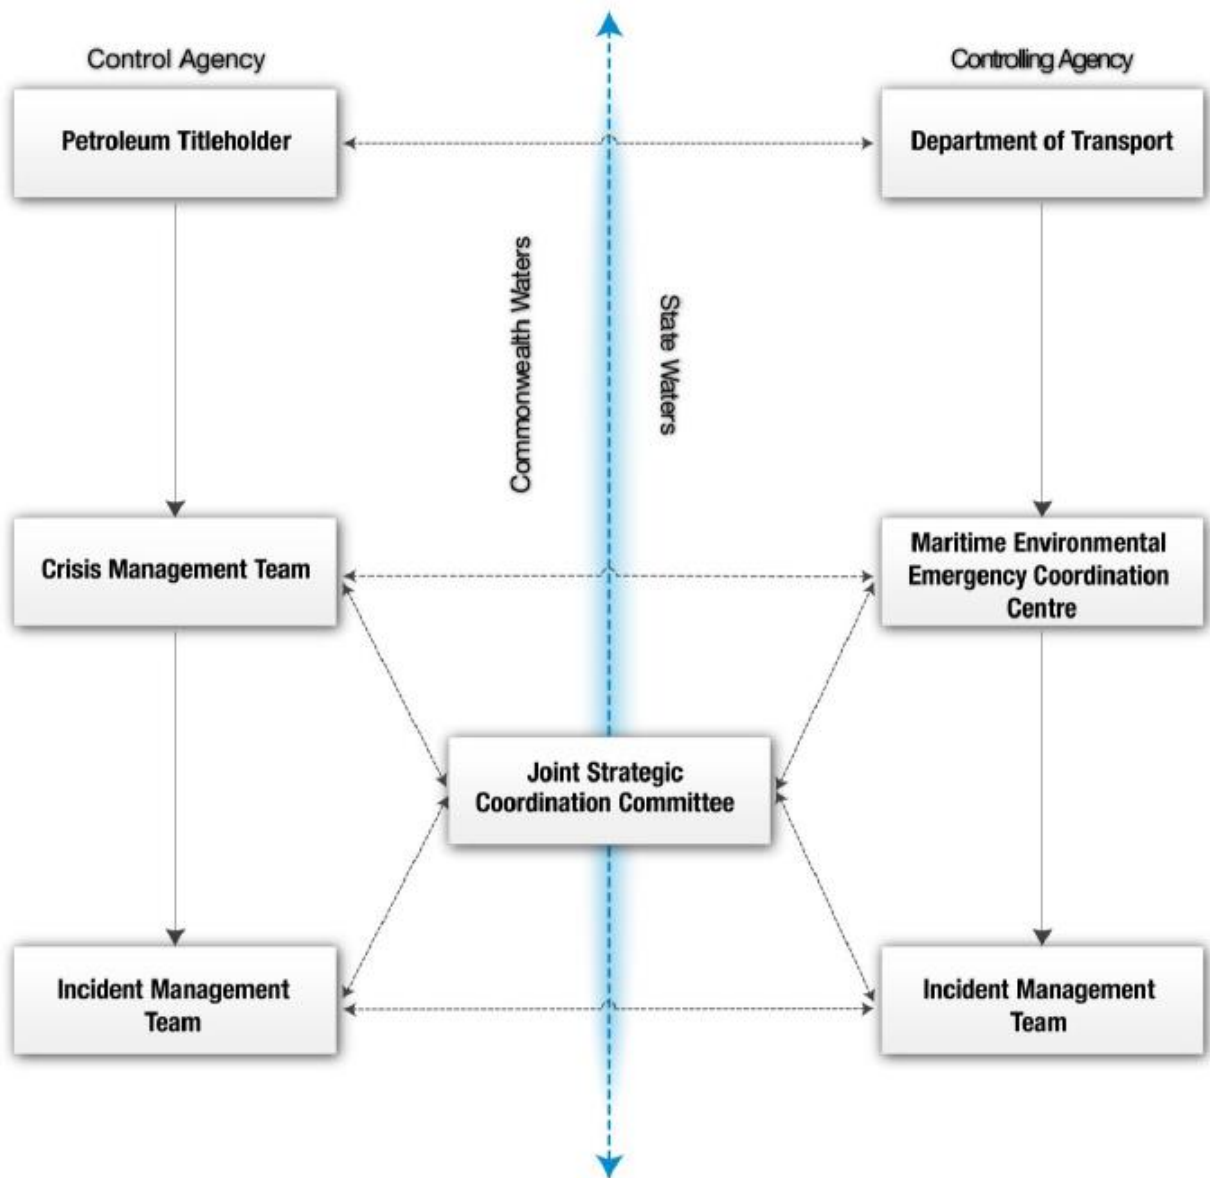 Control Agency
Controlling Agency
Petroleum Titleholder
Department of Transport
Commonwealth Waters
State Waters
Crisis Management Team
Maritime Environmental
Emergency Coordination
Centre
Joint Strategic
Coordination Committee
Incident Management
Team
Incident Management
Team